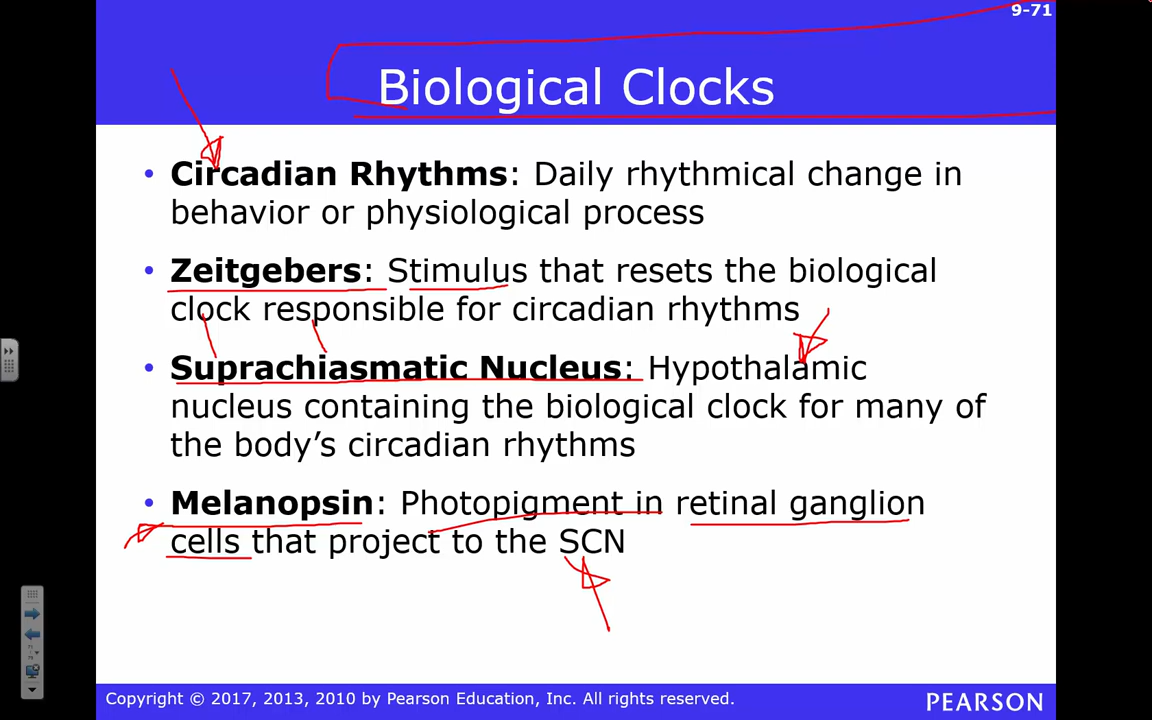 9-71
Biological Clocks
• Circadian Rhythms: Daily rhythmical change in
behavior or physiological process
• Zeitgebers: Stimulus that resets the biological
clock responsible for circadian rhythms
• Suprachiasmatic Nucleus: Hypothalamic
nucleus containing the biological clock for many of
the body's circadian rhythms
• Melanopsin: Photopigment in retinal ganglion
cells that project to the SCN
Copyright © 2017, 2013, 2010 by Pearson Education, Inc. All rights reserved.
PEARSON